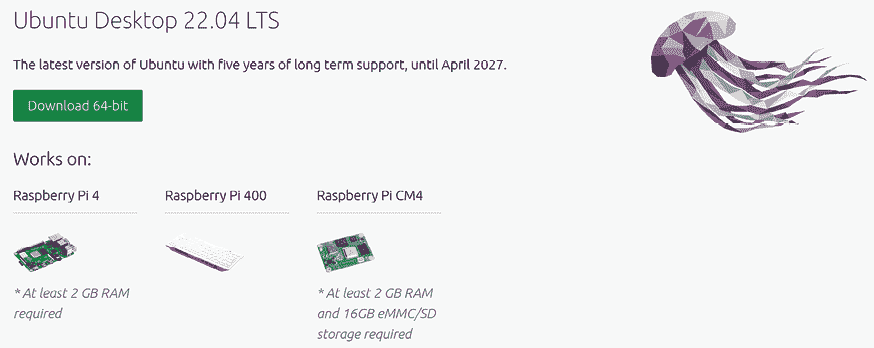 Ubuntu Desktop 22.04 LTS
The latest version of Ubuntu with five years of long term support, until April 2027.
Download 64-bit
Works on:
Raspberry Pi 4
Raspberry Pi 400
Raspberry Pi CM4
* At least 2 GB RAM
required
* At least 2 GB RAM
and 16GB eMMC/SD
storage required